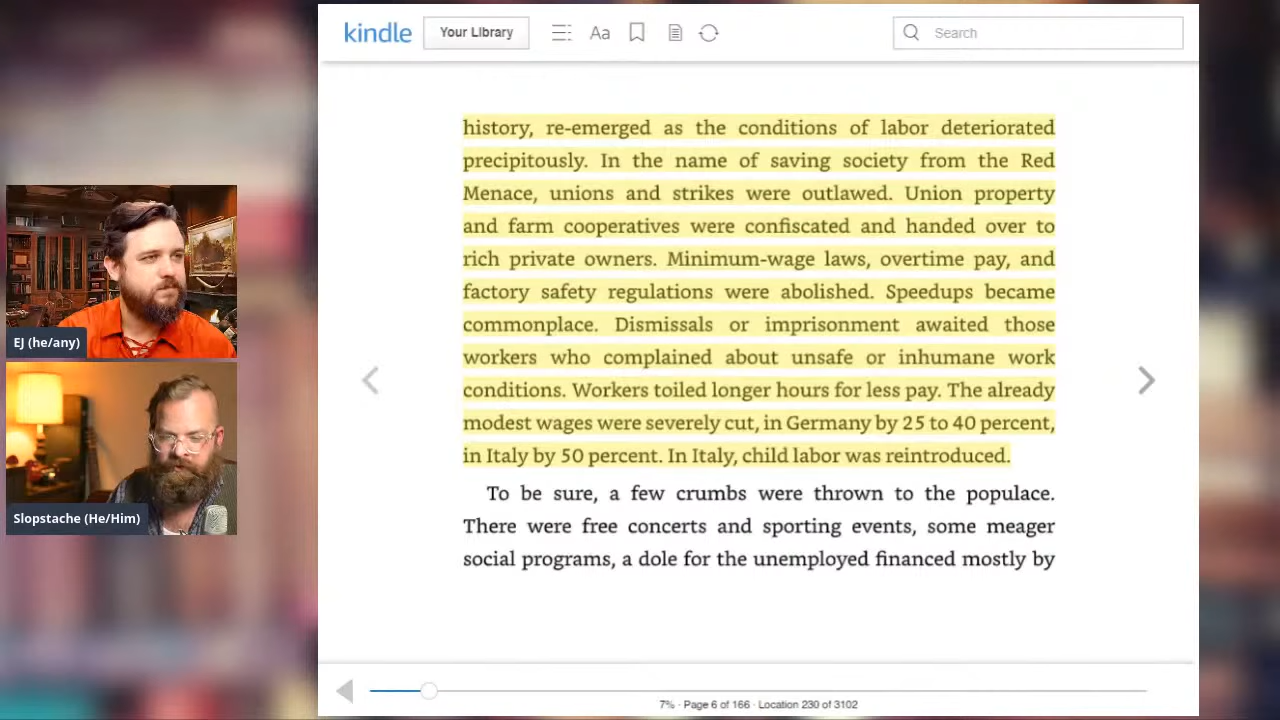 kindle
Your Library
Aa
Search
history, re-emerged as the conditions of labor deteriorated
precipitously. In the name of saving society from the Red
Menace, unions and strikes were outlawed. Union property
and farm cooperatives were confiscated and handed over to
rich private owners. Minimum-wage laws, overtime pay, and
factory safety regulations were abolished. Speedups became
commonplace. Dismissals or imprisonment awaited those
workers who complained about unsafe or inhumane work
conditions. Workers toiled longer hours for less pay. The already
modest wages were severely cut, in Germany by 25 to 40 percent,
in Italy by 50 percent. In Italy, child labor was reintroduced.
To be sure, a few crumbs were thrown to the populace.
There were free concerts and sporting events, some meager
social programs, a dole for the unemployed financed mostly by
7% · Page 6 of 166 · Location 230 of 3102
EJ (he/any)
Slopstache (He/Him)